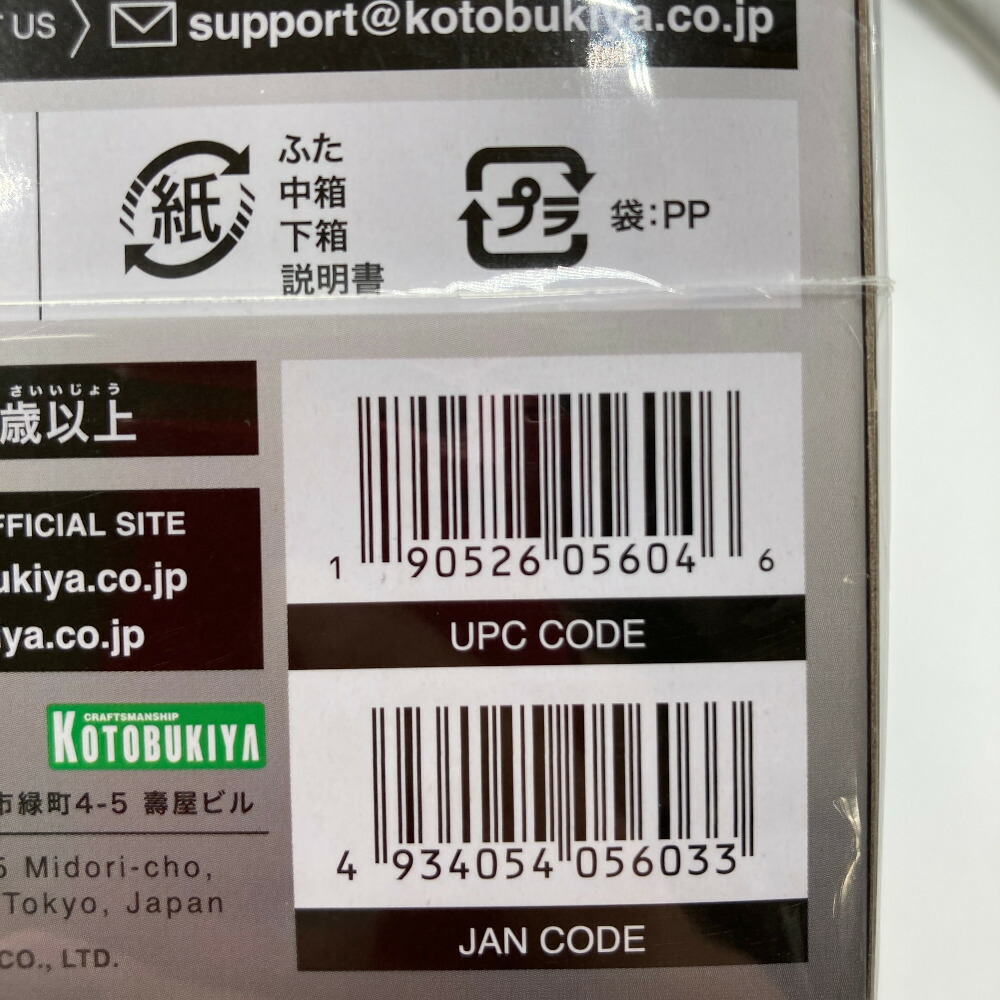 US
support@kotobukiya.co.jp
紙
ふた
中箱
下箱
説明書
プラ
袋:PP
さいいじょう
歳以上
FFICIAL SITE
ukiya.co.jp
iya.co.jp
CRAFTSMANSHIP
KOTOBUKIYA
市緑町4-5 壽屋ビル
5 Midori-cho,
Tokyo, Japan
CO., LTD.
1 90526 05604 6
UPC CODE
4 934054 056033
JAN CODE